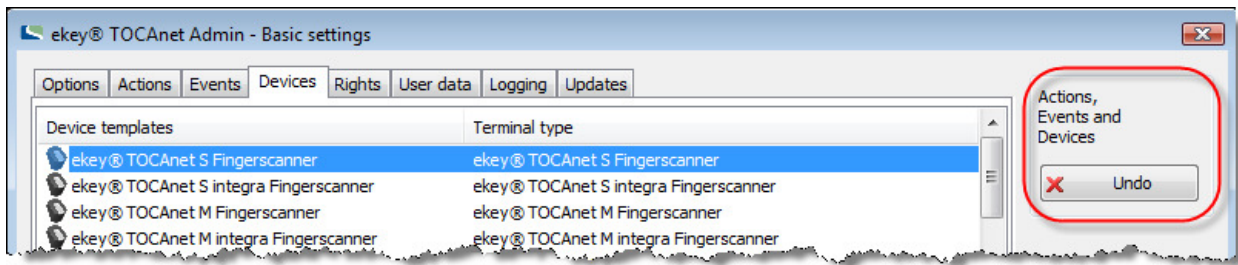 ekey® TOCAnet Admin - Basic settings
Options Actions Events Devices Rights User data Logging Updates
Device templates Terminal type
ekey® TOCAnet S Fingerscanner ekey® TOCAnet S Fingerscanner
ekey® TOCAnet S integra Fingerscanner ekey® TOCAnet S integra Fingerscanner
ekey® TOCAnet M Fingerscanner ekey® TOCAnet M Fingerscanner
ekey® TOCAnet M integra Fingerscanner ekey® TOCAnet M integra Fingerscanner
Actions,
Events and
Devices
Undo